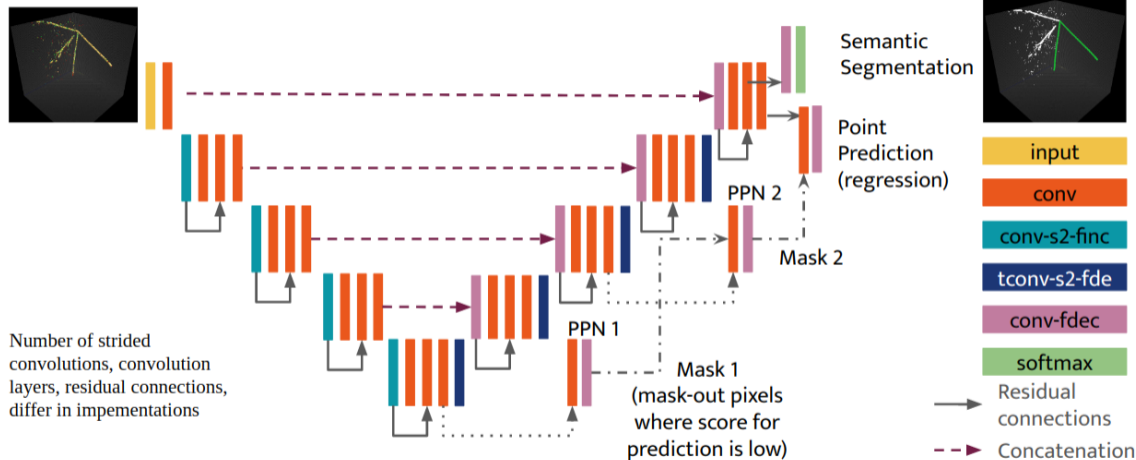 Semantic
Segmentation
Point
Prediction
(regression)
PPN 2
Mask 2
PPN 1
Mask 1
(mask-out pixels
where score for
prediction is low)
Number of strided
convolutions, convolution
layers, residual connections,
differ in impementations
input
conv
conv-s2-finc
tconv-s2-fde
conv-fdec
softmax
Residual
connections
Concatenation